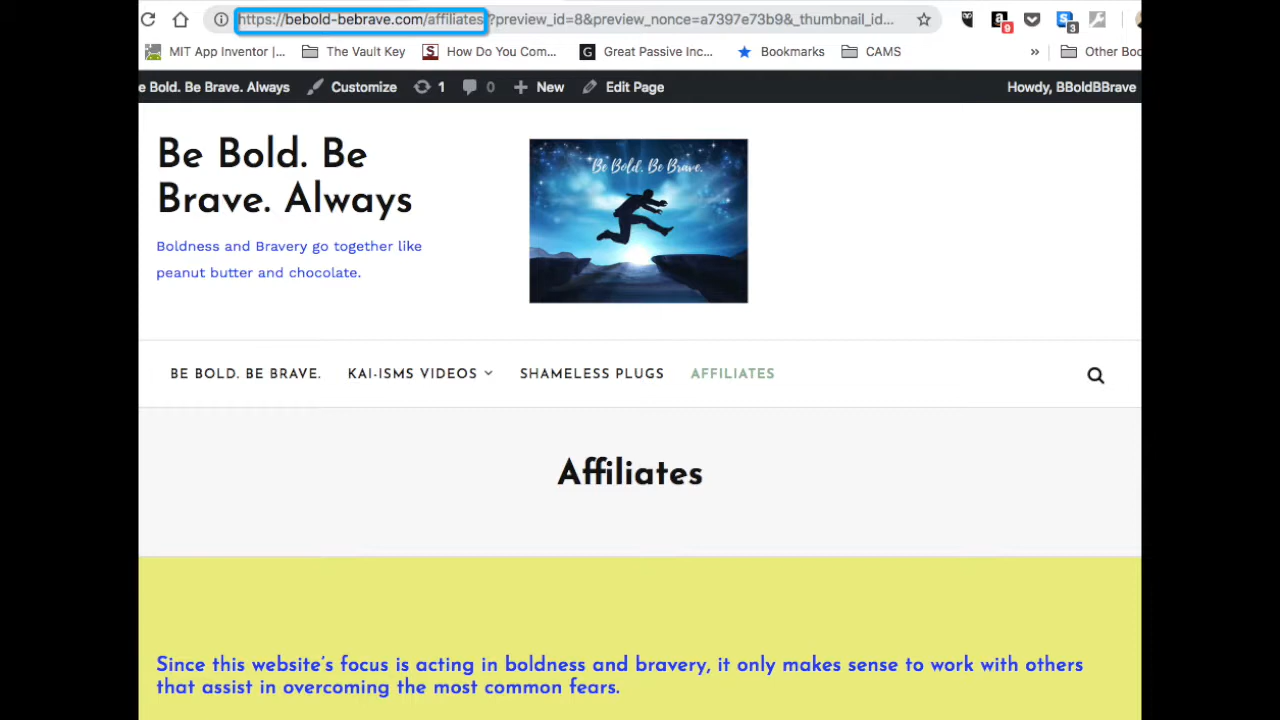 https://bebold-bebrave.com/affiliates/?preview_id=8&preview_nonce=a7397e73b9&_thumbnail_id...
9
3
MIT App Inventor |... The Vault Key How Do You Com... Great Passive Inc... Bookmarks CAMS » Other Boo
e Bold. Be Brave. Always Customize 1 0 New Edit Page Howdy, BBoldBBrave
Be Bold. Be
Brave. Always
Boldness and Bravery go together like
peanut butter and chocolate.
Be Bold. Be Brave.
BE BOLD. BE BRAVE. KAI-ISMS VIDEOS SHAMELESS PLUGS AFFILIATES
Affiliates
Since this website’s focus is acting in boldness and bravery, it only makes sense to work with others
that assist in overcoming the most common fears.